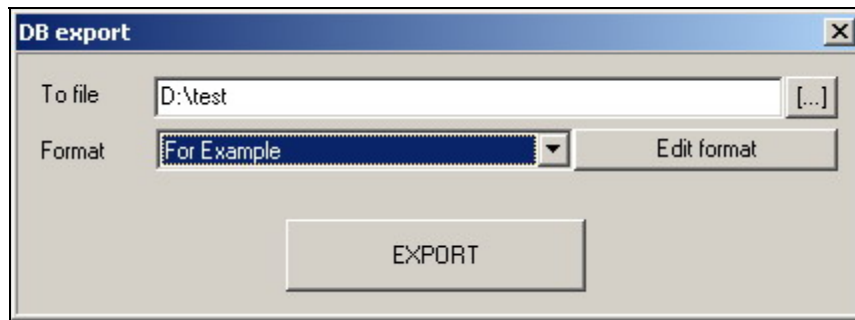 DB export
To file D:\test [...]
Format For Example Edit format
EXPORT